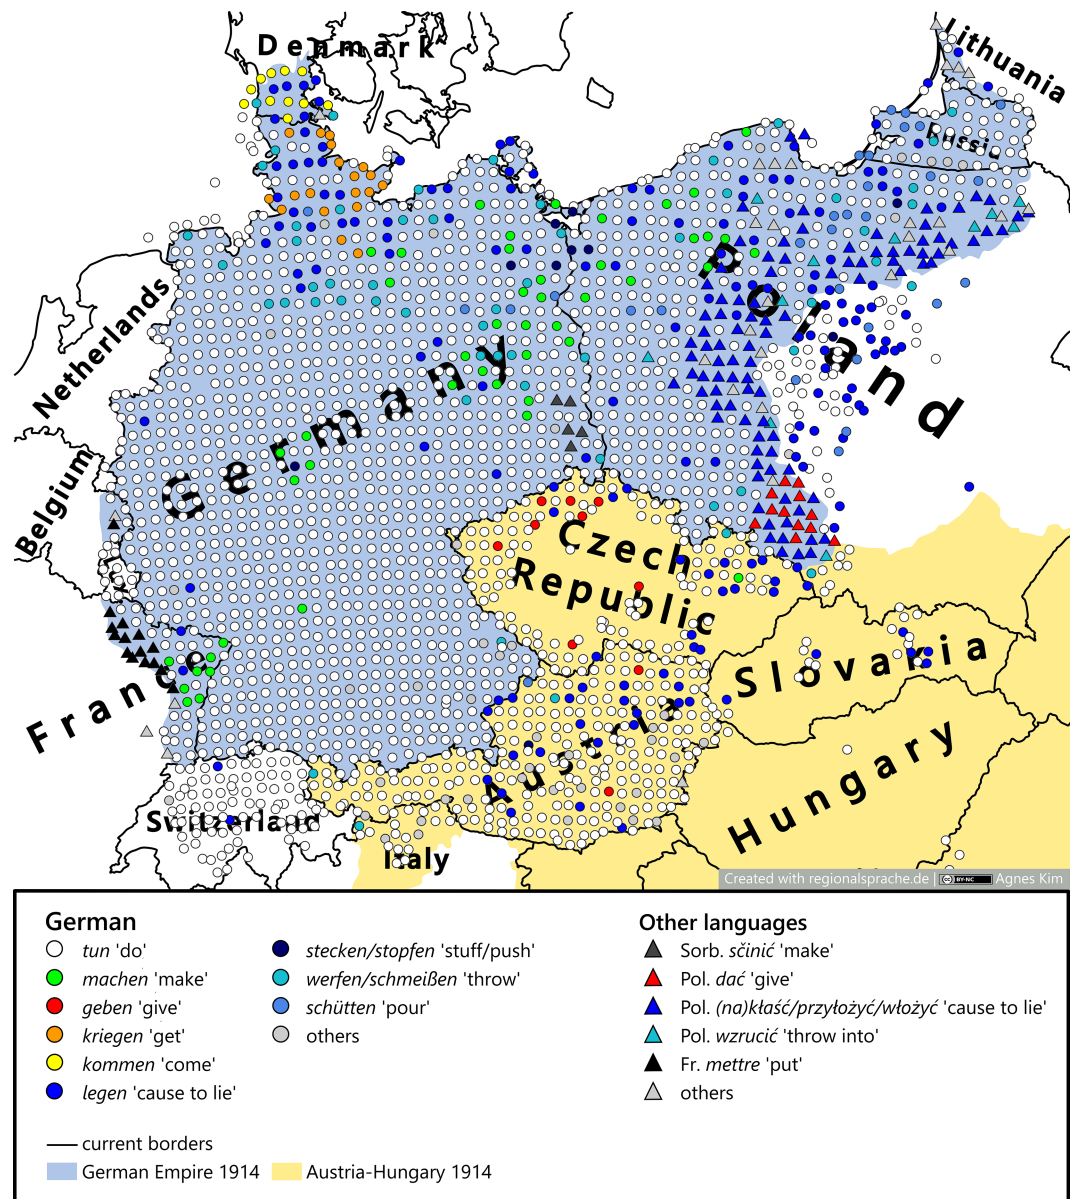 Denmark
Lithuania
Russia
Netherlands
Poland
Germany
Belgium
Czech
Republic
France
Slovakia
Austria
Hungary
Switzerland
Italy
Created with regionalsprache.de | CC BY-NC Agnes Kim
German
tun 'do'
machen 'make'
geben 'give'
kriegen 'get'
kommen 'come'
legen 'cause to lie'
stecken/stopfen 'stuff/push'
werfen/schmeißen 'throw'
schütten 'pour'
others
Other languages
Sorb. sčinić 'make'
Pol. dać 'give'
Pol. (na)kłaść/przyłożyć/włożyć 'cause to lie'
Pol. wzrucić 'throw into'
Fr. mettre 'put'
others
current borders
German Empire 1914
Austria-Hungary 1914